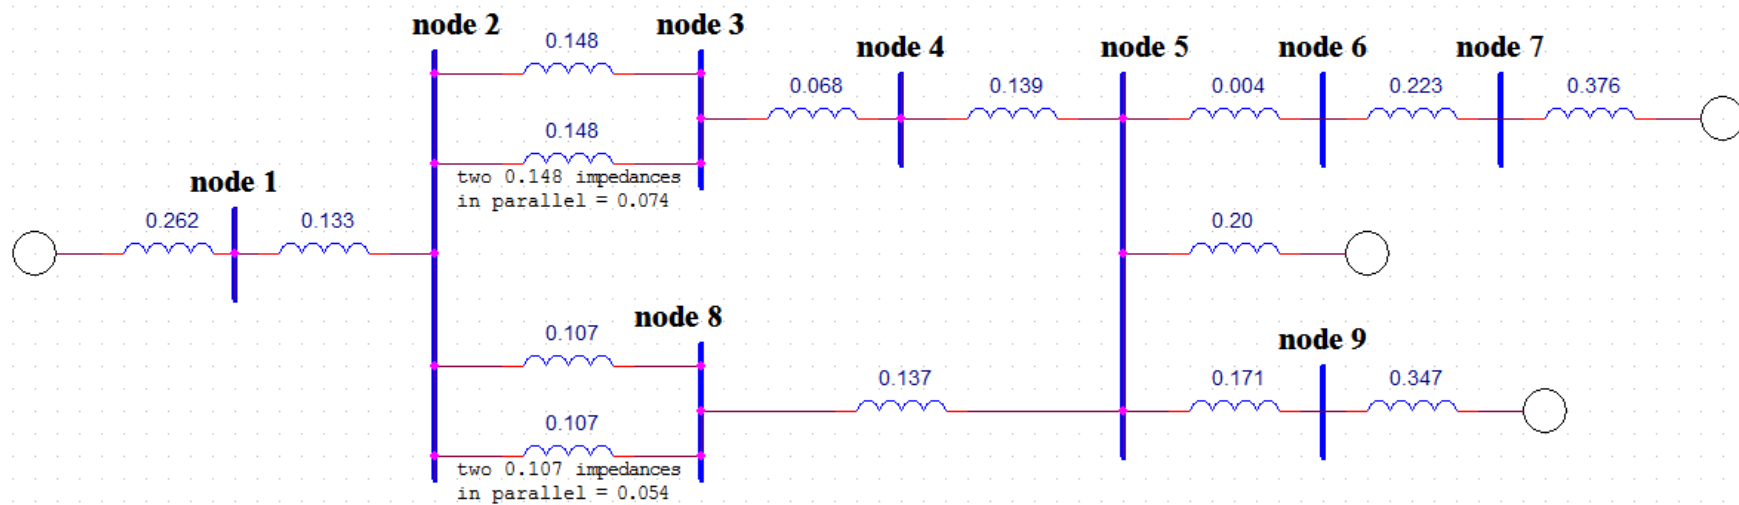 node 2
0.148
node 3
node 4
node 5
node 6
node 7
0.068
0.139
0.004
0.223
0.376
0.148
two 0.148 impedances
in parallel = 0.074
node 1
0.262
0.133
0.20
node 8
0.107
node 9
0.137
0.171
0.347
0.107
two 0.107 impedances
in parallel = 0.054